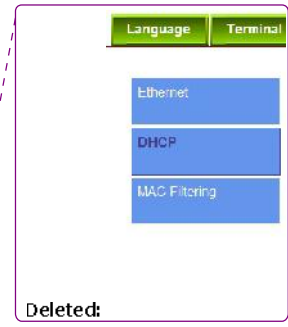 Language Terminal
Ethernet
DHCP
MAC Filtering
Deleted: